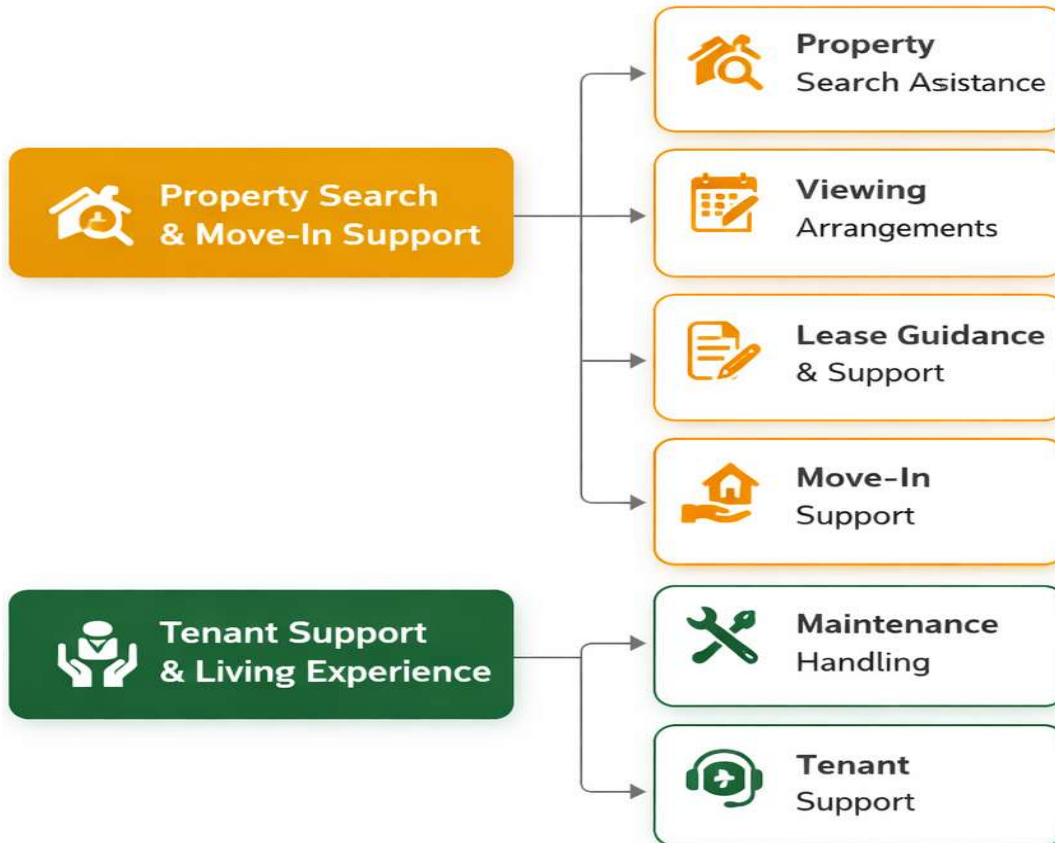 Property Search
& Move-In Support
Property
Search Asistance
Viewing
Arrangements
Lease Guidance
& Support
Move-In
Support
Tenant Support
& Living Experience
Maintenance
Handling
Tenant
Support